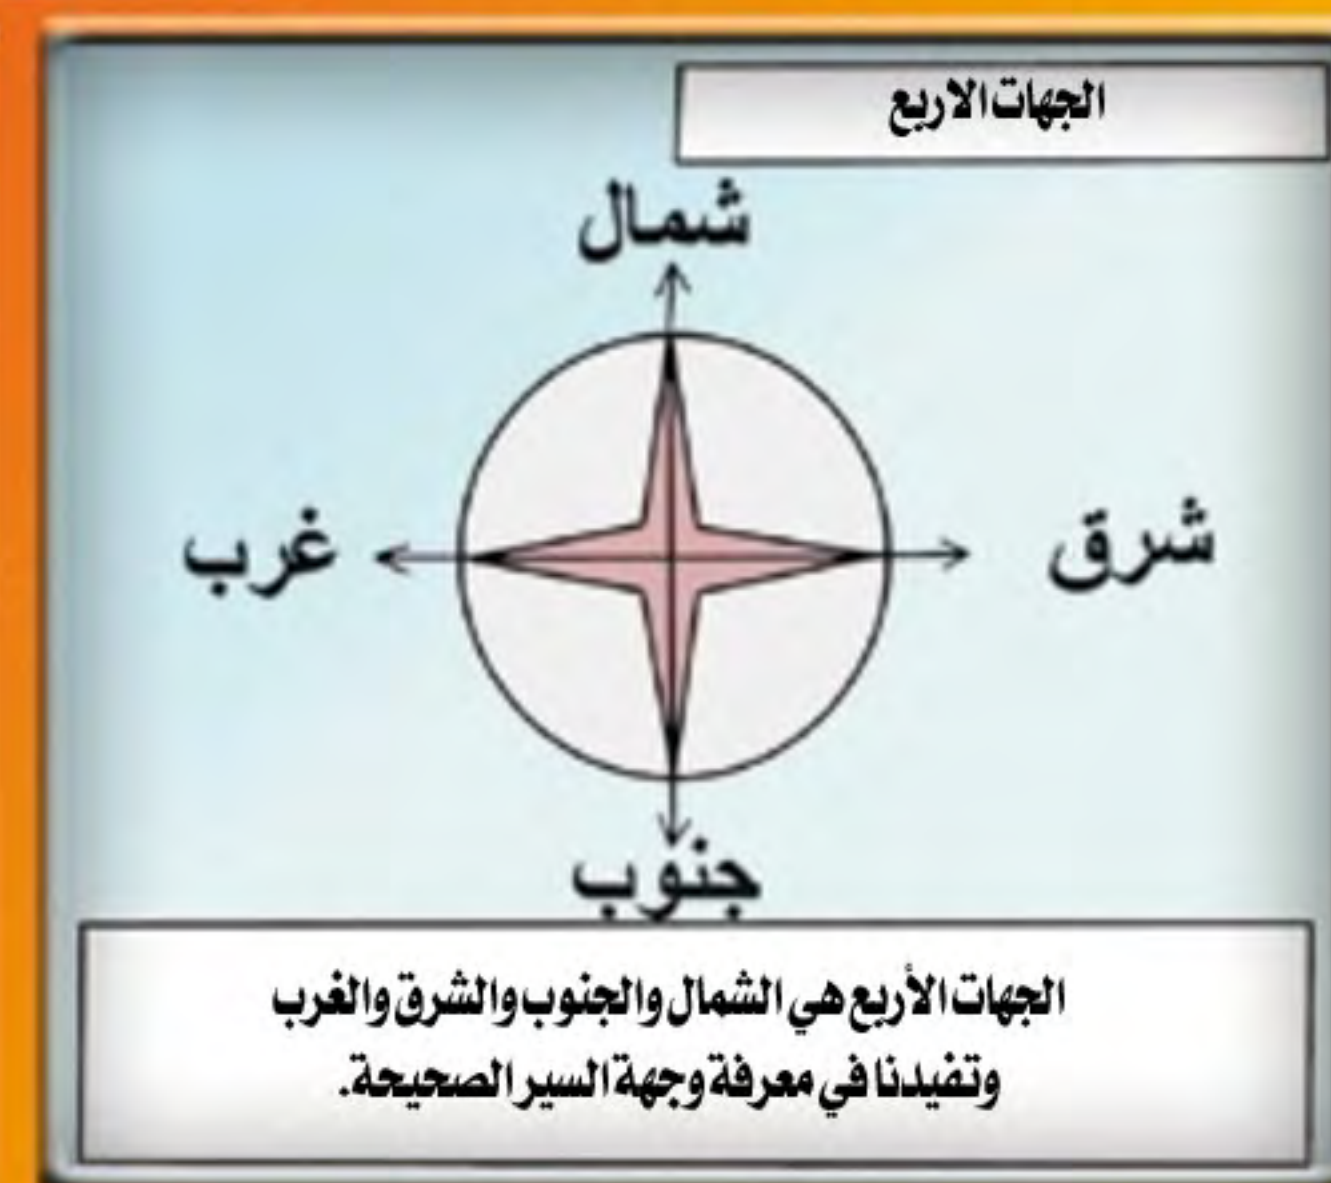 الجهات الاربع
شمال
غرب
شرق
جنوب
الجهات الأربع هي الشمال والجنوب والشرق والغرب
وتفيدنا في معرفة وجهة السير الصحيحة.